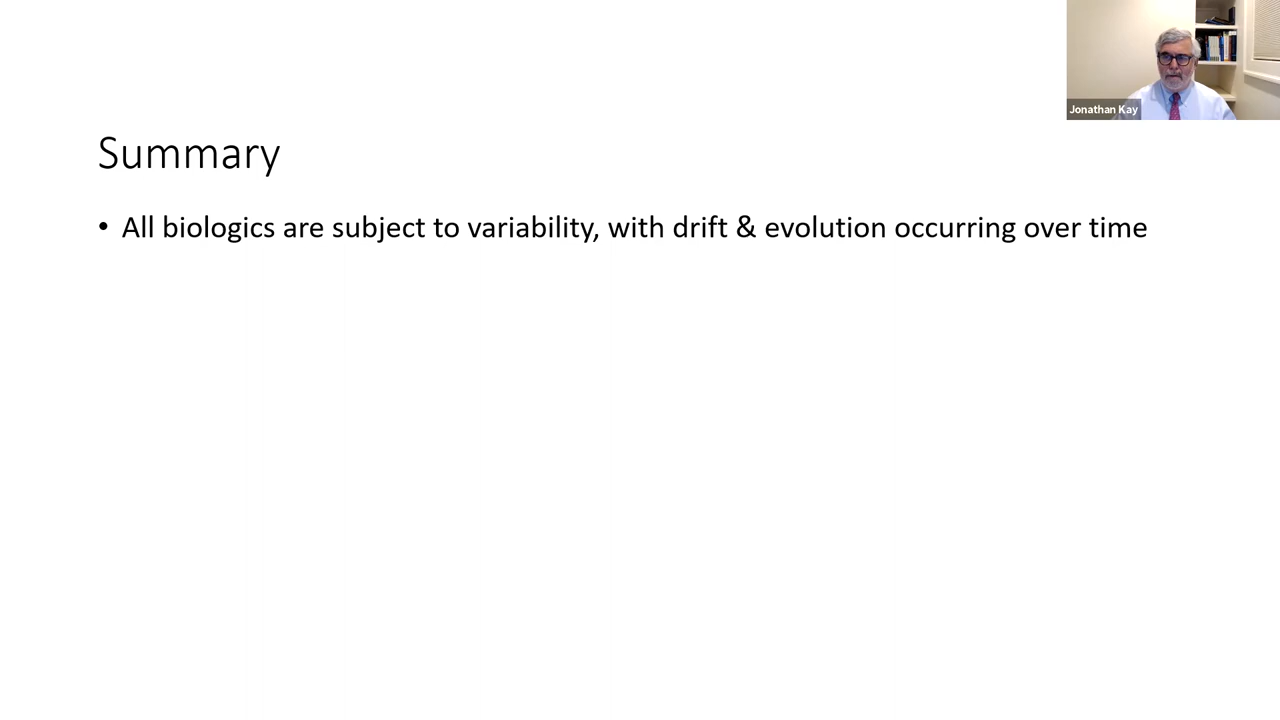 Jonathan Kay
Summary
• All biologics are subject to variability, with drift & evolution occurring over time